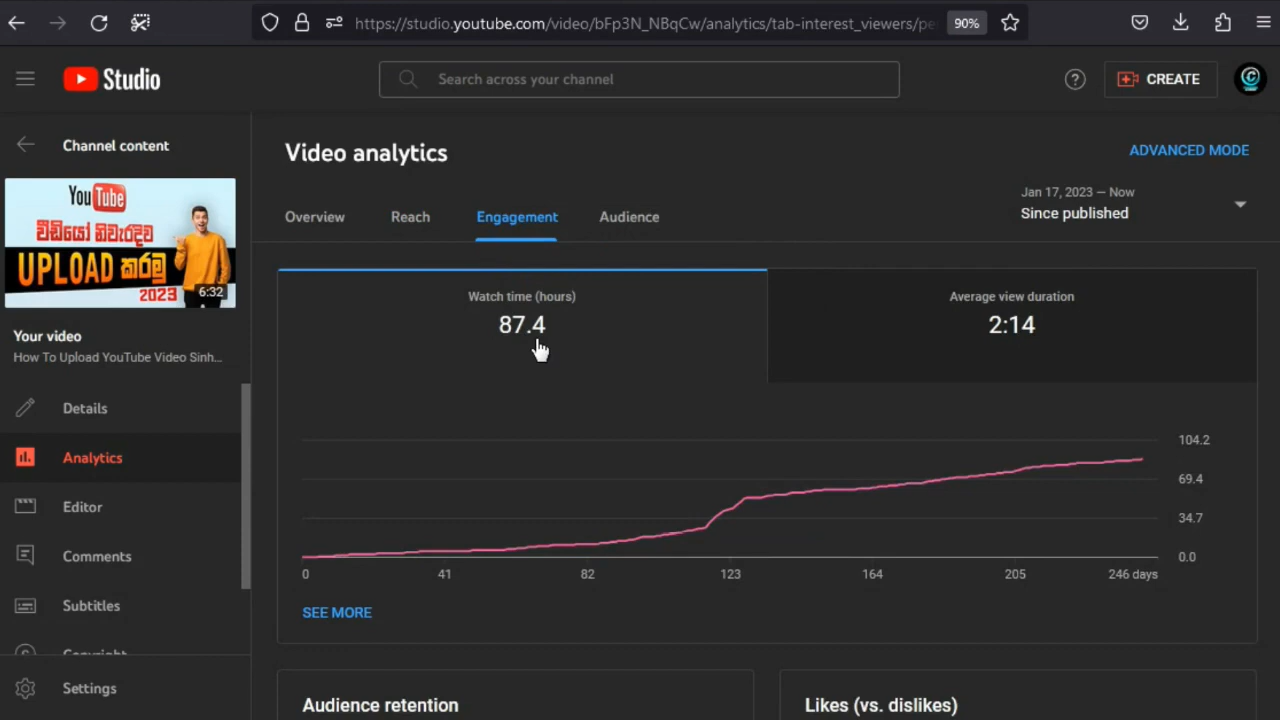 https://studio.youtube.com/video/bFp3N_NBqCw/analytics/tab-interest_viewers/pe
90%
Studio
Search across your channel
CREATE
Channel content
Video analytics
ADVANCED MODE
You Tube
වීඩියෝ නිවැරදිව
UPLOAD කරමු
2023
6:32
Overview
Reach
Engagement
Audience
Jan 17, 2023 – Now
Since published
Watch time (hours)
87.4
Average view duration
2:14
Your video
How To Upload YouTube Video Sinh...
Details
Analytics
Editor
Comments
Subtitles
Copyright
Settings
104.2
69.4
34.7
0.0
0
41
82
123
164
205
246 days
SEE MORE
Audience retention
Likes (vs. dislikes)